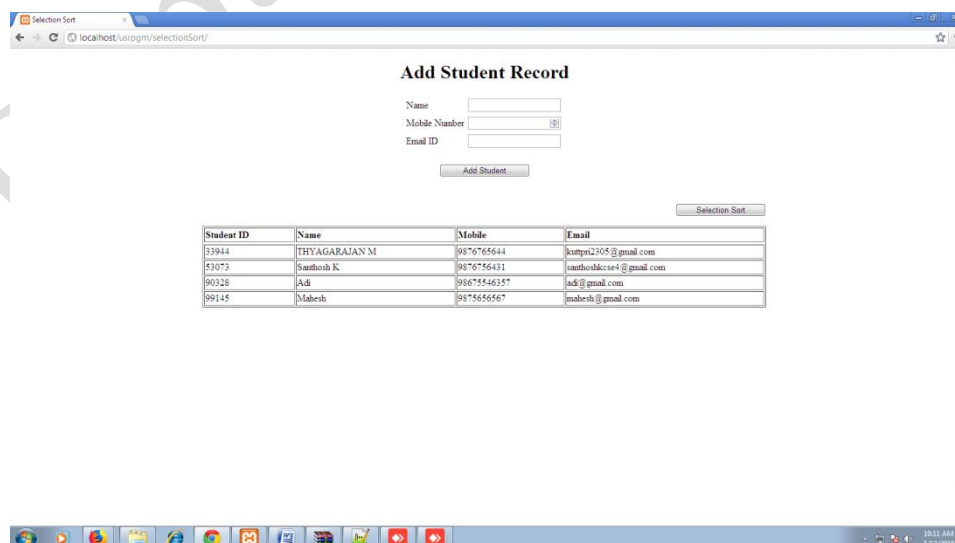 Selection Sort
localhost/usrpgm/selectionSort/
Add Student Record
Name
Mobile Number
Email ID
Add Student
Selection Sort
Student ID Name Mobile Email
33944 THYAGARAJAN M 9876765644 kuttpri2305@gmail.com
53073 Santhosh K 9876756431 santhoshkcse4@gmail.com
90328 Adi 98675546357 adi@gmail.com
99145 Mahesh 9875656567 mahesh@gmail.com
10:11 AM